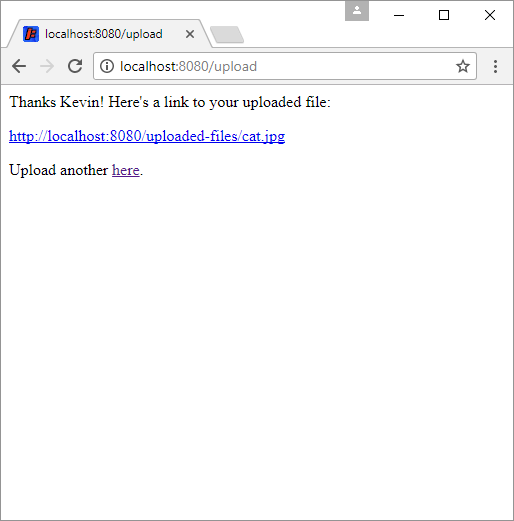 localhost:8080/upload
localhost:8080/upload
Thanks Kevin! Here's a link to your uploaded file:
http://localhost:8080/uploaded-files/cat.jpg
Upload another here.